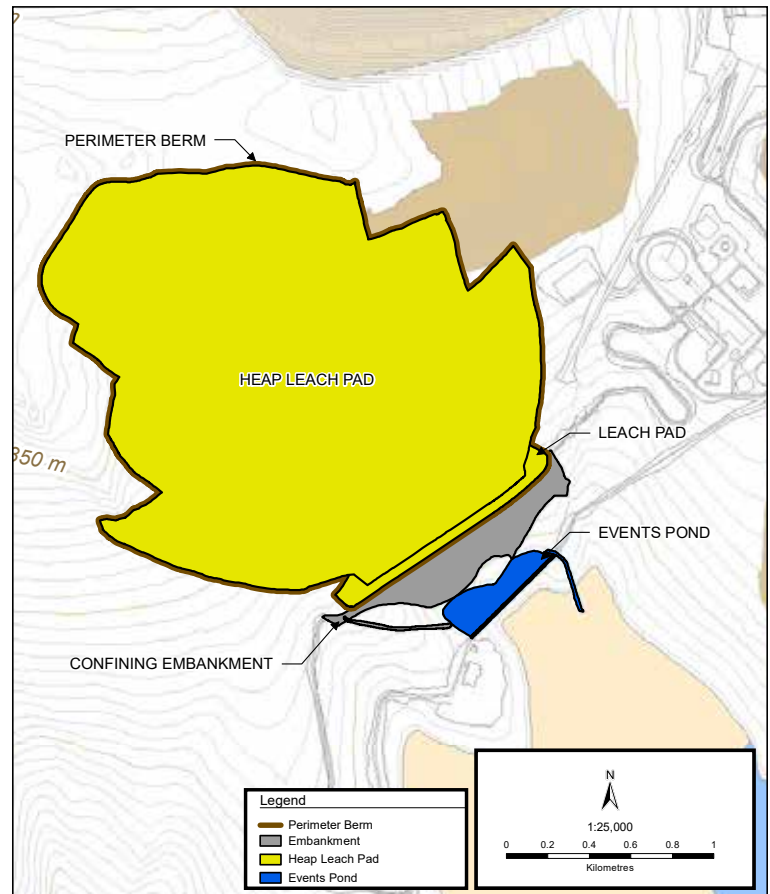 PERIMETER BERM
HEAP LEACH PAD
LEACH PAD
350 m
EVENTS POND
CONFINING EMBANKMENT
Legend
Perimeter Berm
Embankment
Heap Leach Pad
Events Pond
N
1:25,000
0 0.2 0.4 0.6 0.8 1
Kilometres